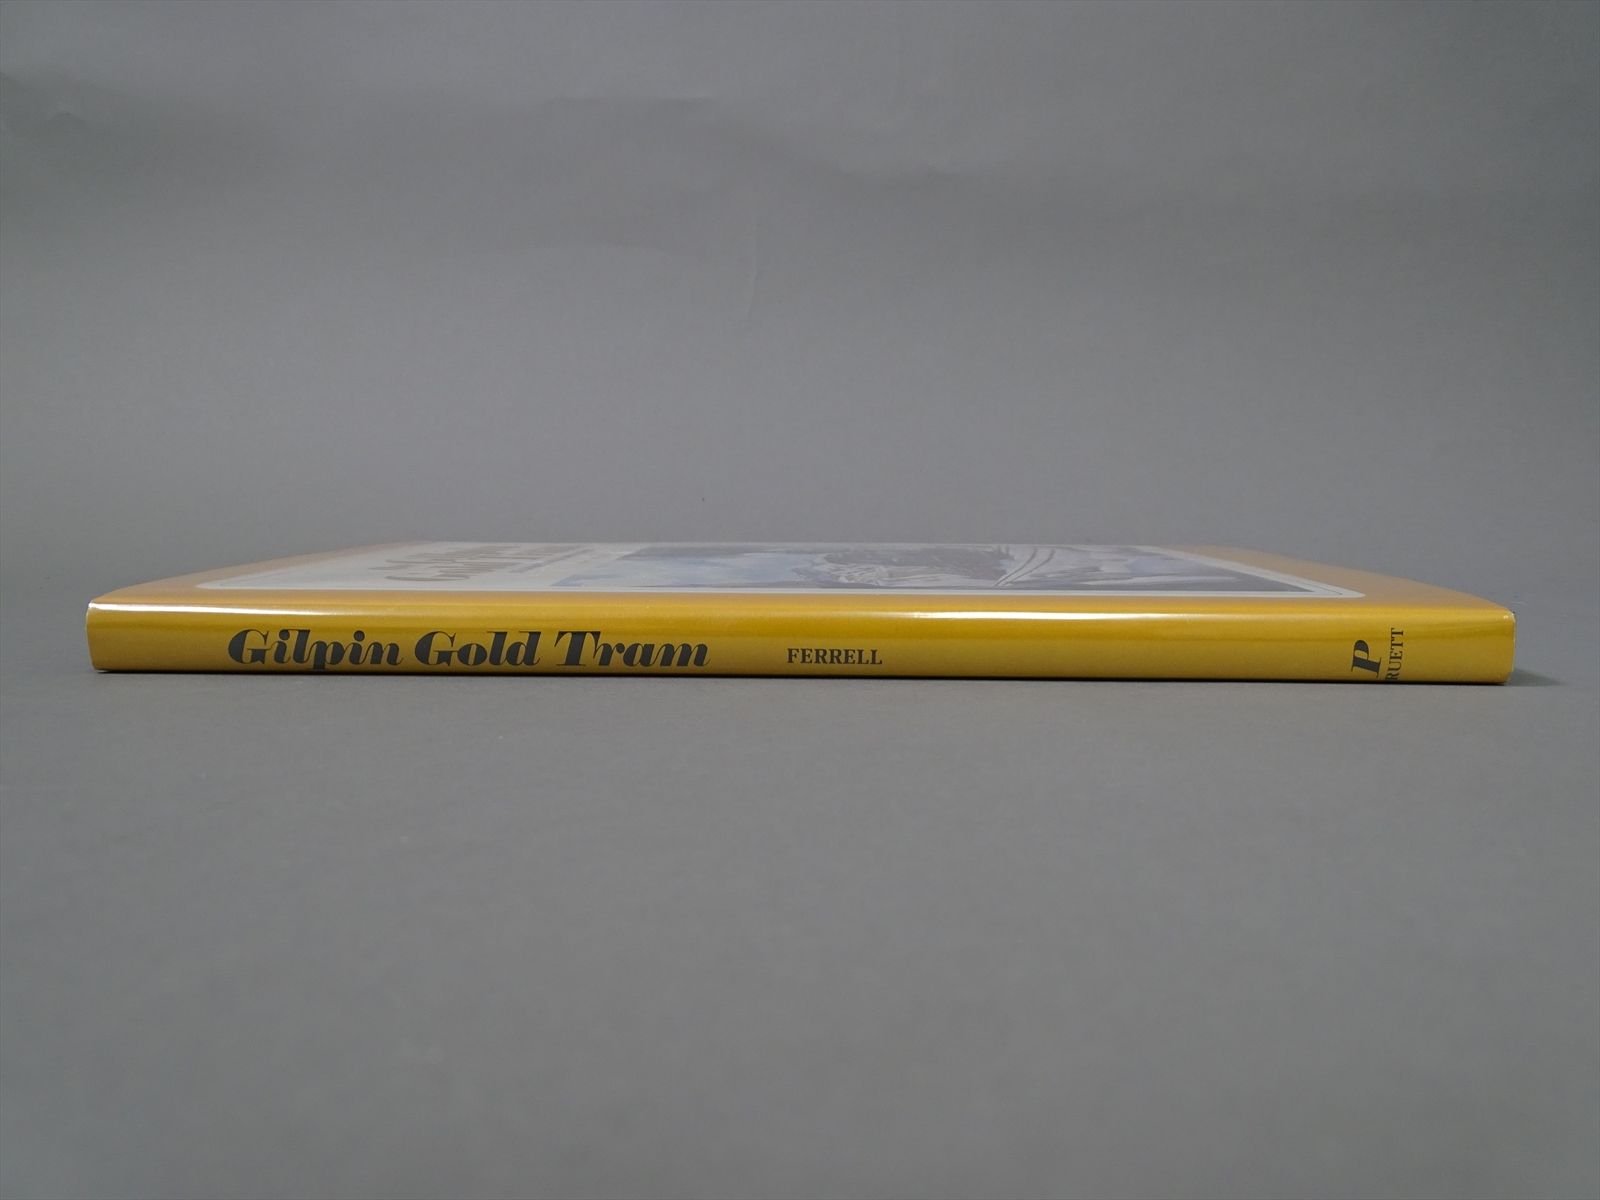 Gilpin Gold Tram FERRELL
P
RUETT